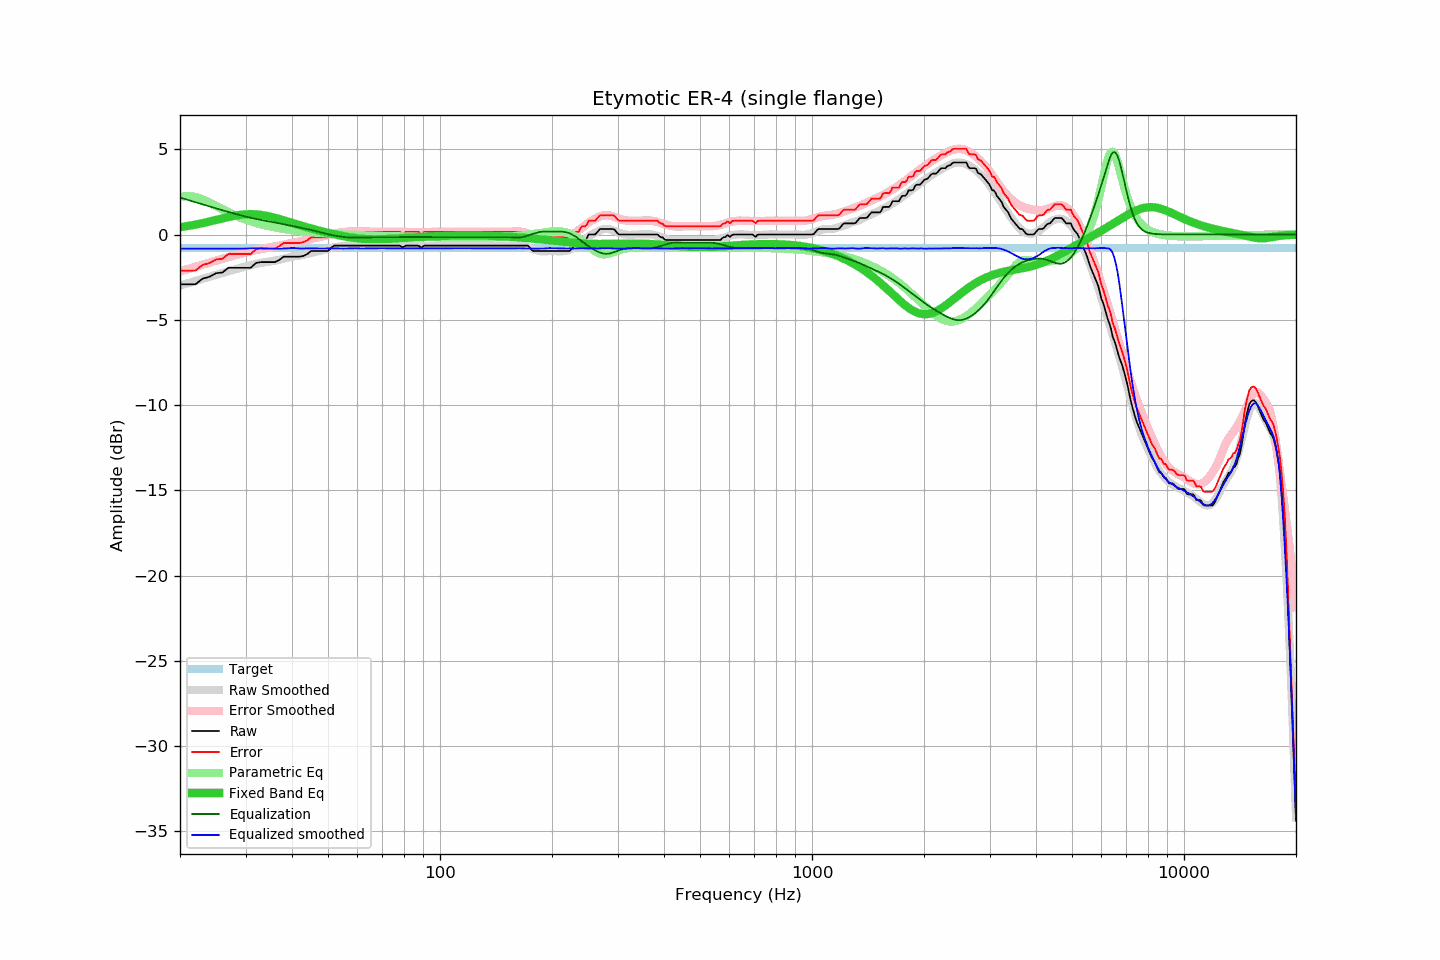 Etymotic ER-4 (single flange)
Amplitude (dBr)
5
0
−5
−10
−15
−20
−25
−30
−35
Target
Raw Smoothed
Error Smoothed
Raw
Error
Parametric Eq
Fixed Band Eq
Equalization
Equalized smoothed
100 1000 10000
Frequency (Hz)